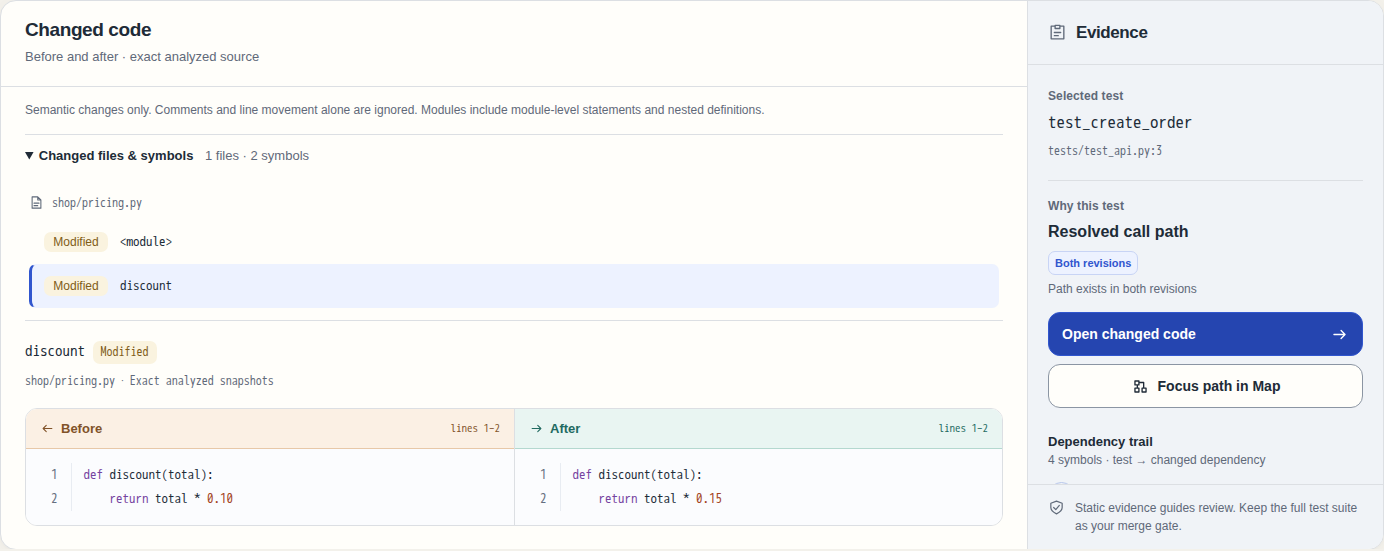 Changed code
Before and after · exact analyzed source
Semantic changes only. Comments and line movement alone are ignored. Modules include module-level statements and nested definitions.
▼ Changed files & symbols 1 files · 2 symbols
shop/pricing.py
Modified <module>
Modified discount
discount Modified
shop/pricing.py · Exact analyzed snapshots
← Before lines 1–2
1 def discount(total):
2 return total * 0.10
→ After lines 1–2
1 def discount(total):
2 return total * 0.15
Evidence
Selected test
test_create_order
tests/test_api.py:3
Why this test
Resolved call path
Both revisions
Path exists in both revisions
Open changed code →
Focus path in Map
Dependency trail
4 symbols · test → changed dependency
Static evidence guides review. Keep the full test suite
as your merge gate.